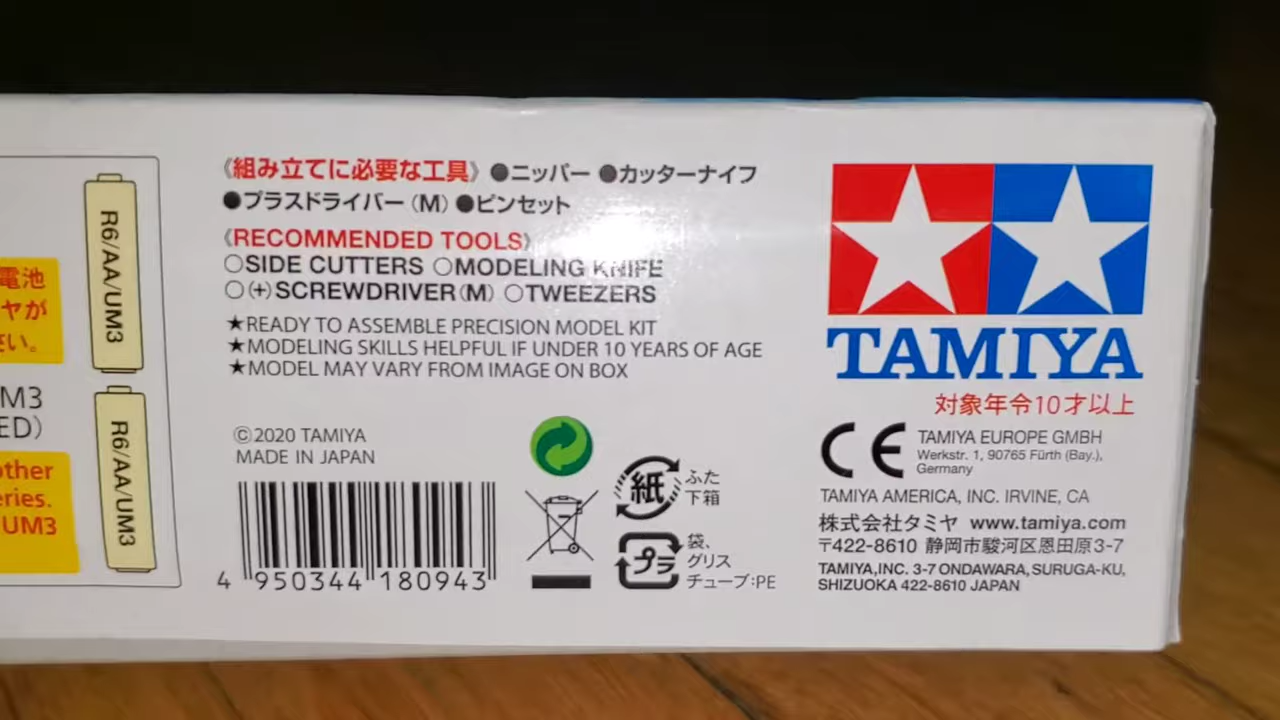 電池
ヤが
さい。
M3
ED)
other
eries.
UM3
R6/AA/UM3
R6/AA/UM3
《組み立てに必要な工具》 ●ニッパー ●カッターナイフ
●プラスドライバー（M） ●ピンセット
《RECOMMENDED TOOLS》
○SIDE CUTTERS ○MODELING KNIFE
○(+)SCREWDRIVER(M) ○TWEEZERS
★READY TO ASSEMBLE PRECISION MODEL KIT
★MODELING SKILLS HELPFUL IF UNDER 10 YEARS OF AGE
★MODEL MAY VARY FROM IMAGE ON BOX
©2020 TAMIYA
MADE IN JAPAN
4 950344 180943
紙
ふた
下箱
プラ
袋、
グリス
チューブ:PE
TAMIYA
対象年令10才以上
CE
TAMIYA EUROPE GMBH
Werkstr. 1, 90765 Fürth (Bay.),
Germany
TAMIYA AMERICA, INC. IRVINE, CA
株式会社タミヤ www.tamiya.com
〒422-8610 静岡市駿河区恩田原3-7
TAMIYA,INC. 3-7 ONDAWARA, SURUGA-KU,
SHIZUOKA 422-8610 JAPAN